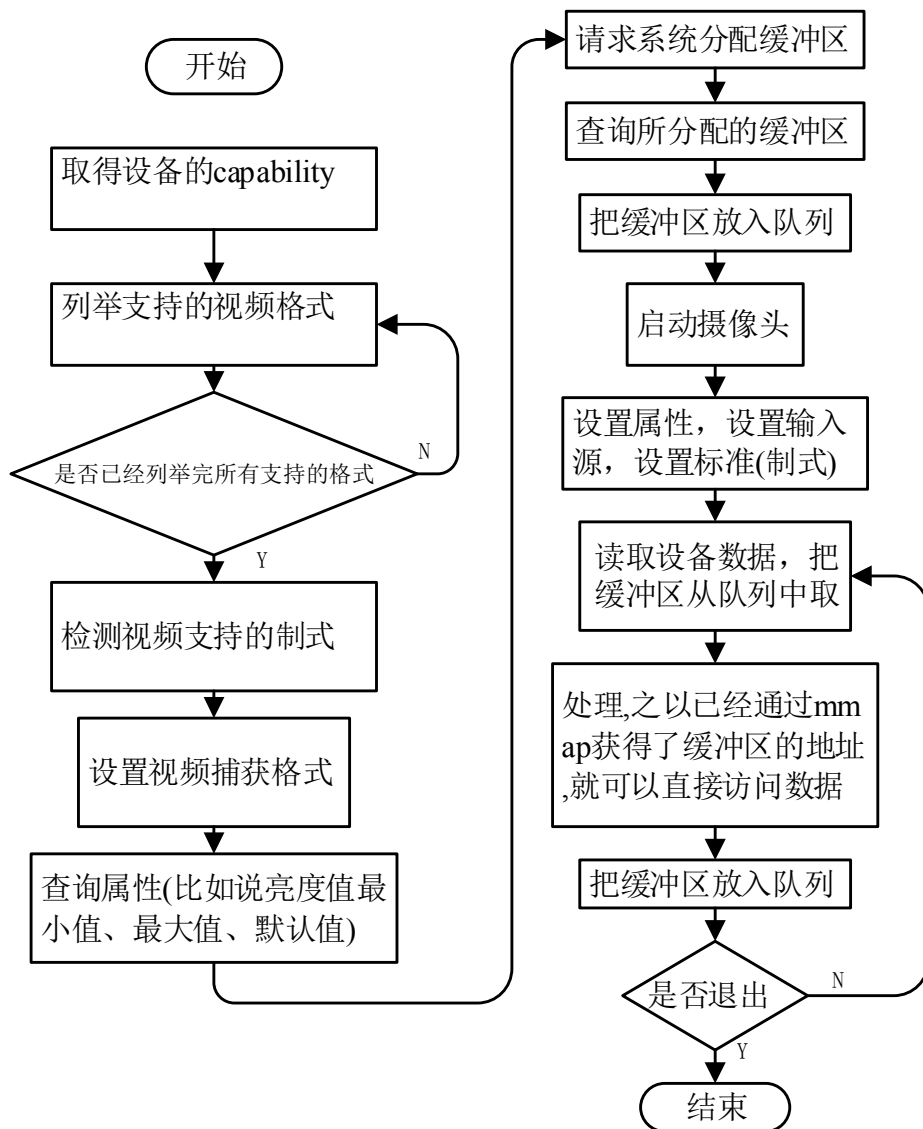 开始
取得设备的capability
列举支持的视频格式
是否已经列举完所有支持的格式
N
Y
检测视频支持的制式
设置视频捕获格式
查询属性(比如说亮度值最
小值、最大值、默认值)
请求系统分配缓冲区
查询所分配的缓冲区
把缓冲区放入队列
启动摄像头
设置属性，设置输入
源，设置标准(制式)
读取设备数据，把
缓冲区从队列中取
处理,之以已经通过mm
ap获得了缓冲区的地址
,就可以直接访问数据
把缓冲区放入队列
是否退出
N
Y
结束